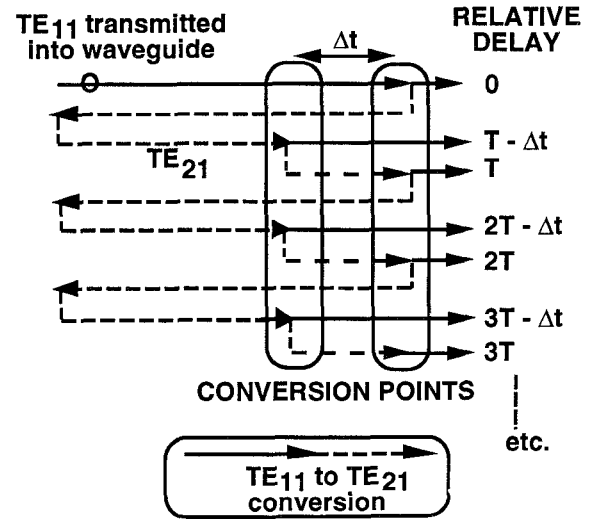 TE11 transmitted
into waveguide
Δt
RELATIVE
DELAY
0
T - Δt
TE21
T
2T - Δt
2T
3T - Δt
3T
CONVERSION POINTS
etc.
TE11 to TE21
conversion